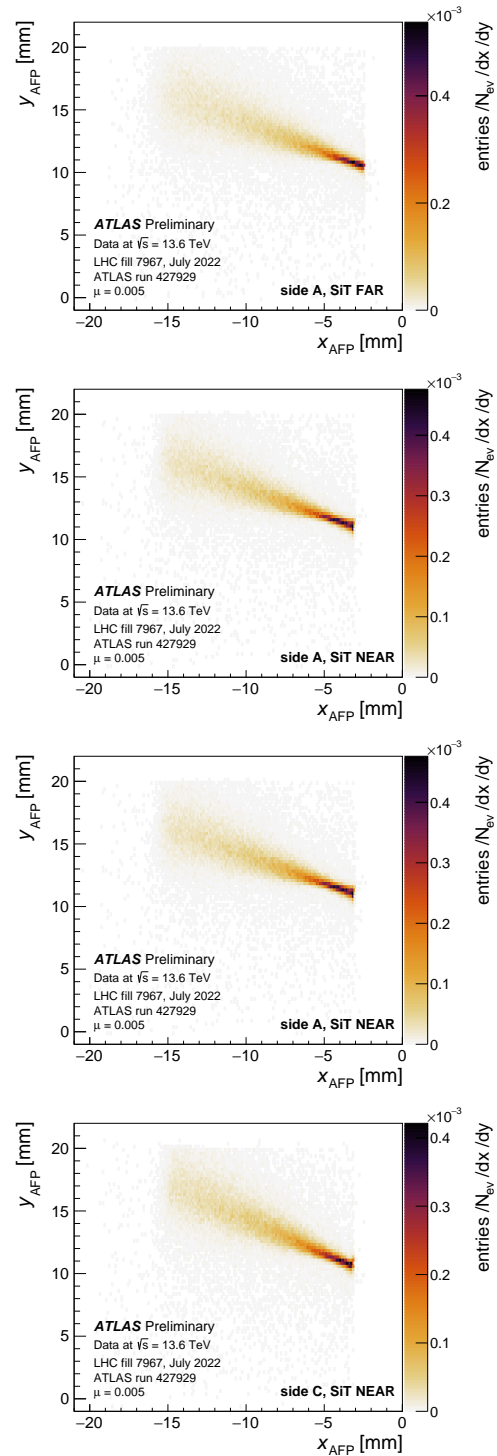 ×10⁻³
y_AFP [mm]
20
15
10
5
0
ATLAS Preliminary
Data at √s = 13.6 TeV
LHC fill 7967, July 2022
ATLAS run 427929
μ = 0.005
side A, SiT FAR
−20 −15 −10 −5 0
x_AFP [mm]
0.4
0.2
0
entries /N_ev/dx/dy
×10⁻³
y_AFP [mm]
20
15
10
5
0
ATLAS Preliminary
Data at √s = 13.6 TeV
LHC fill 7967, July 2022
ATLAS run 427929
μ = 0.005
side A, SiT NEAR
−20 −15 −10 −5 0
x_AFP [mm]
0.4
0.3
0.2
0.1
0
entries /N_ev/dx/dy
×10⁻³
y_AFP [mm]
20
15
10
5
0
ATLAS Preliminary
Data at √s = 13.6 TeV
LHC fill 7967, July 2022
ATLAS run 427929
μ = 0.005
side A, SiT NEAR
−20 −15 −10 −5 0
x_AFP [mm]
0.4
0.3
0.2
0.1
0
entries /N_ev/dx/dy
×10⁻³
y_AFP [mm]
20
15
10
5
0
ATLAS Preliminary
Data at √s = 13.6 TeV
LHC fill 7967, July 2022
ATLAS run 427929
μ = 0.005
side C, SiT NEAR
−20 −15 −10 −5 0
x_AFP [mm]
0.4
0.3
0.2
0.1
0
entries /N_ev/dx/dy